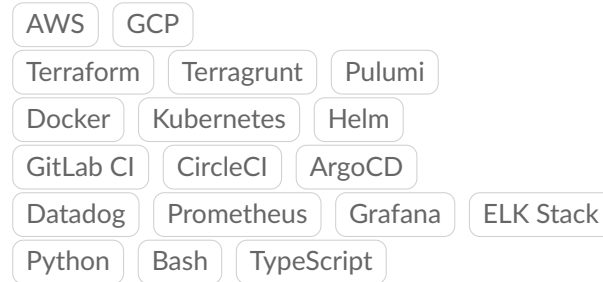 AWS GCP
Terraform Terragrunt Pulumi
Docker Kubernetes Helm
GitLab CI CircleCI ArgoCD
Datadog Prometheus Grafana ELK Stack
Python Bash TypeScript